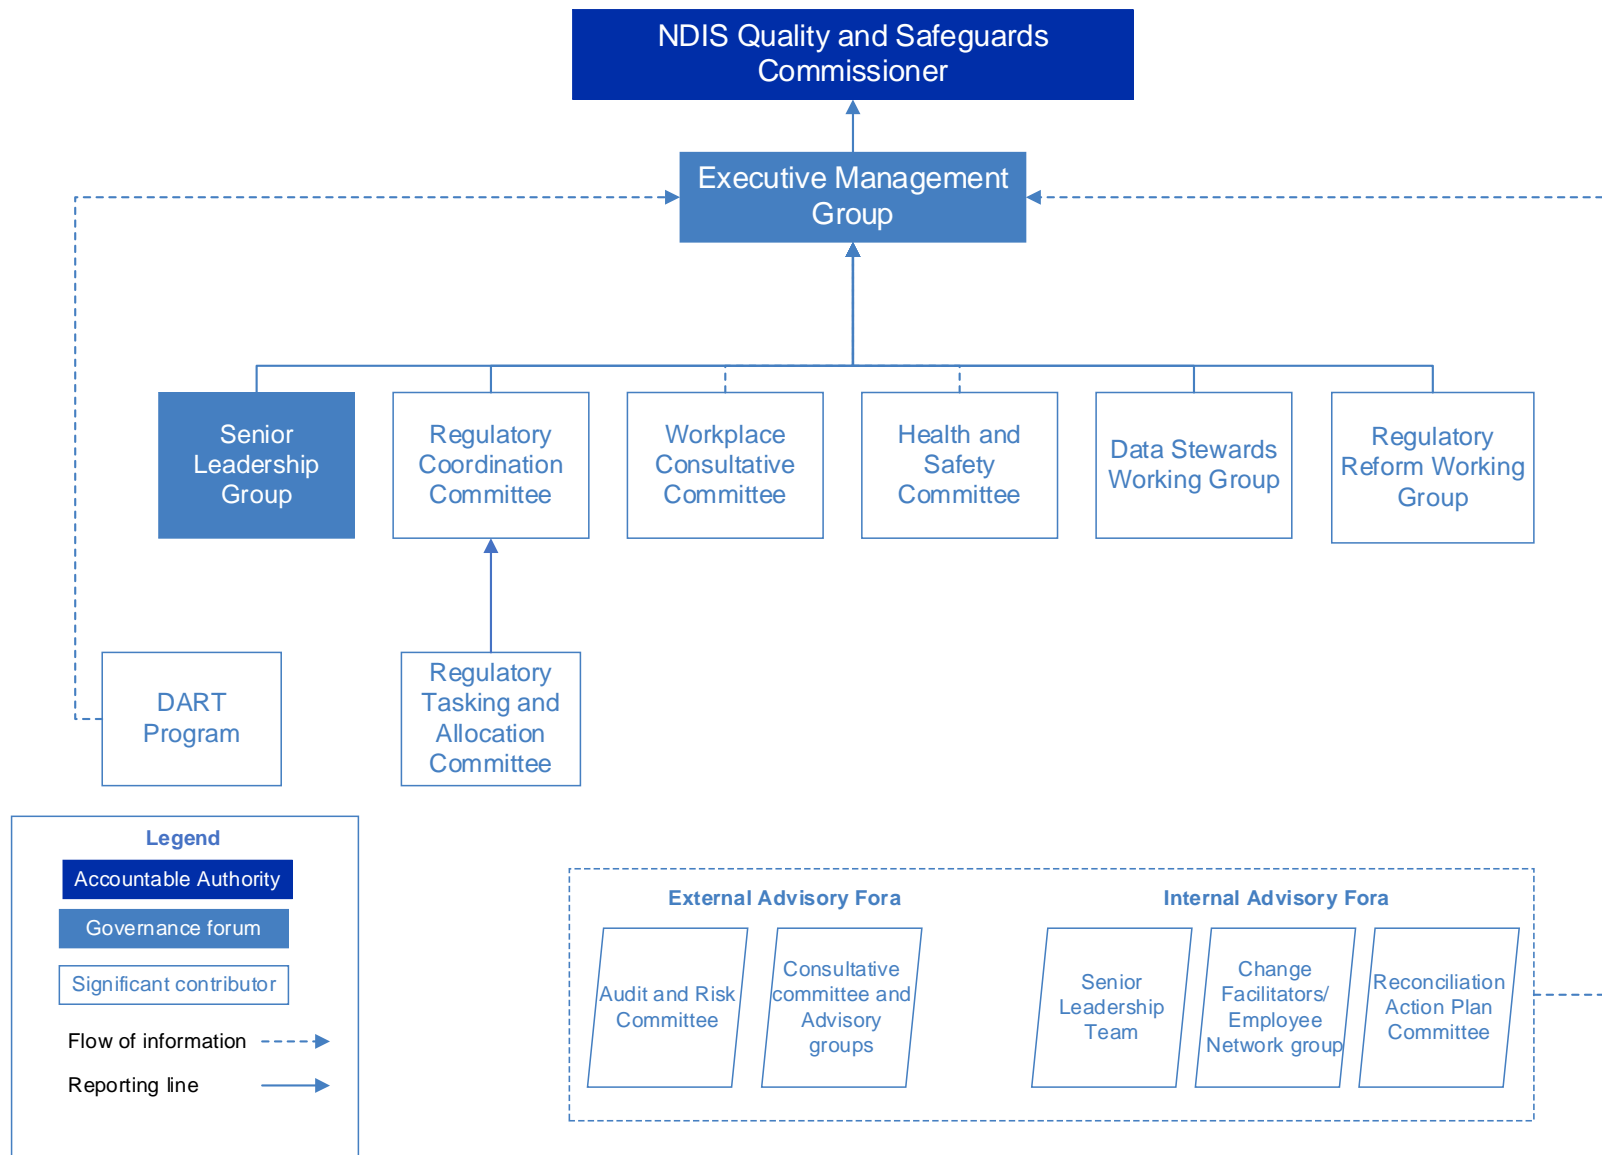 NDIS Quality and Safeguards
Commissioner
Executive Management
Group
Senior
Leadership
Group
Regulatory
Coordination
Committee
Workplace
Consultative
Committee
Health and
Safety
Committee
Data Stewards
Working Group
Regulatory
Reform Working
Group
DART
Program
Regulatory
Tasking and
Allocation
Committee
Legend
Accountable Authority
Governance forum
Significant contributor
Flow of information
Reporting line
External Advisory Fora
Audit and Risk
Committee
Consultative
committee and
Advisory
groups
Internal Advisory Fora
Senior
Leadership
Team
Change
Facilitators/
Employee
Network group
Reconciliation
Action Plan
Committee